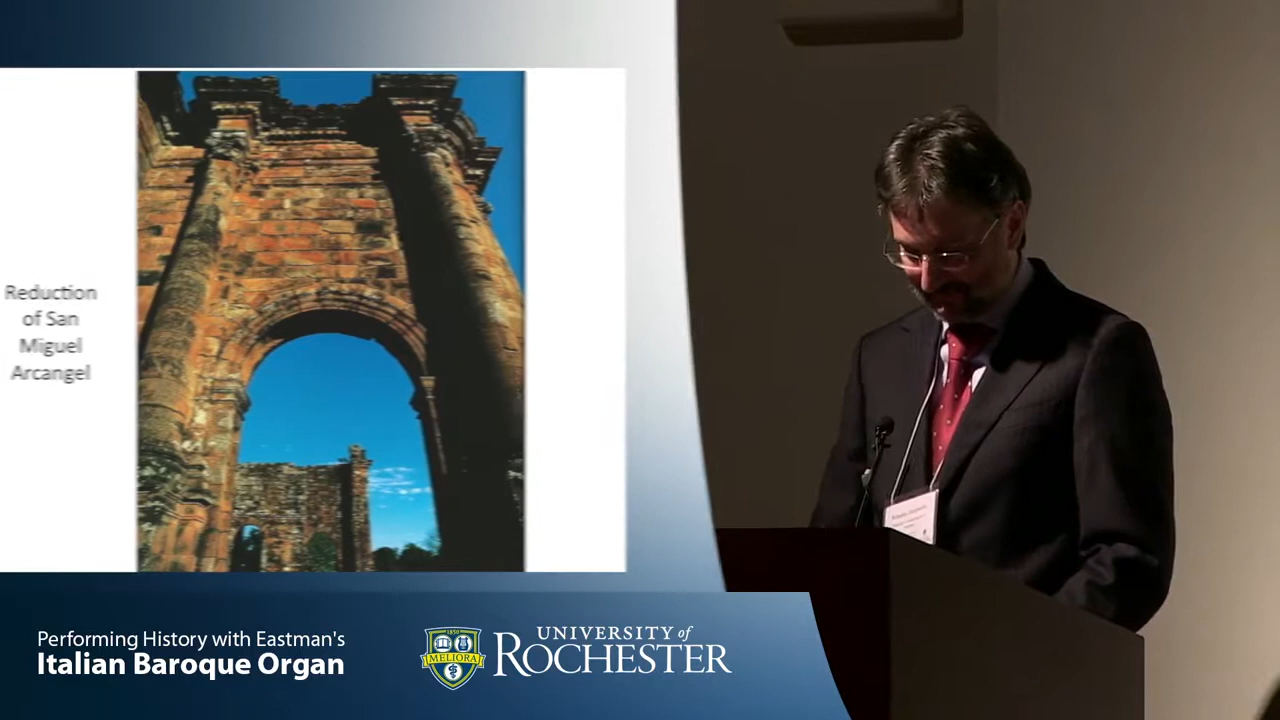 Reduction
of San
Miguel
Arcangel
Performing History with Eastman's
Italian Baroque Organ
1850
MELIORA
UNIVERSITY of
ROCHESTER